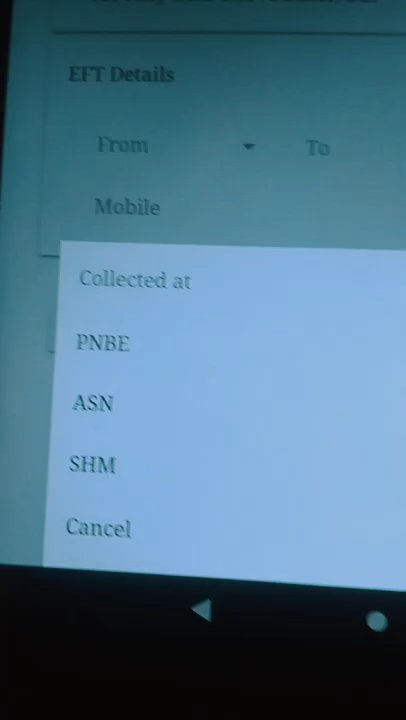 EFT Details
From To
Mobile
Collected at
PNBE
ASN
SHM
Cancel